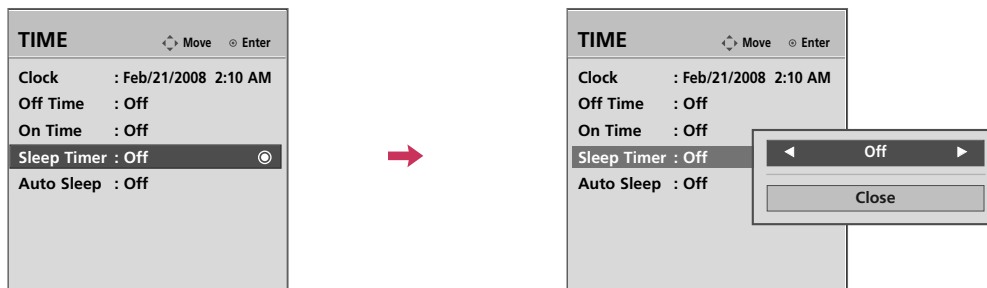 TIME Move Enter
Clock : Feb/21/2008 2:10 AM
Off Time : Off
On Time : Off
Sleep Timer : Off
Auto Sleep : Off
TIME Move Enter
Clock : Feb/21/2008 2:10 AM
Off Time : Off
On Time : Off
Sleep Timer : Off
Auto Sleep : Off
Off
Close